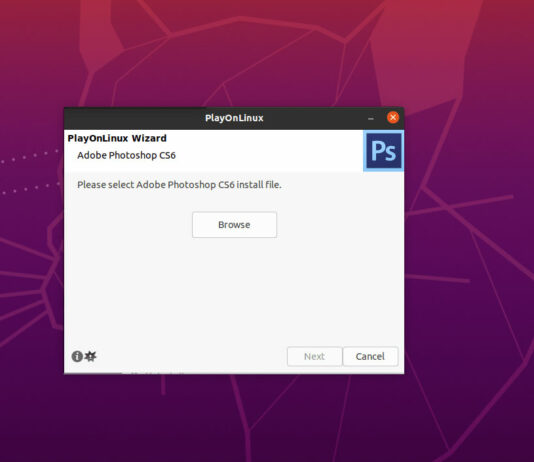 PlayOnLinux
PlayOnLinux Wizard
Adobe Photoshop CS6
Ps
Please select Adobe Photoshop CS6 install file.
Browse
Next
Cancel